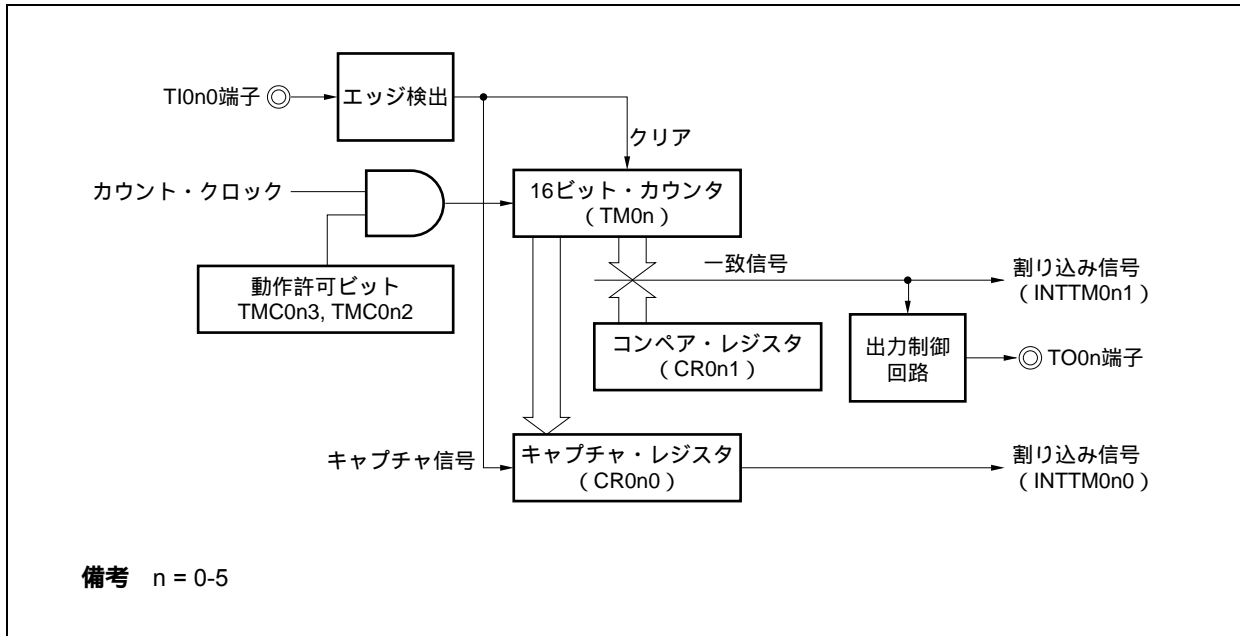 TI0n0端子
エッジ検出
クリア
カウント・クロック
16ビット・カウンタ
（TM0n）
動作許可ビット
TMC0n3, TMC0n2
一致信号
割り込み信号
（INTTM0n1）
コンペア・レジスタ
（CR0n1）
出力制御
回路
TO0n端子
キャプチャ信号
キャプチャ・レジスタ
（CR0n0）
割り込み信号
（INTTM0n0）
備考 n = 0-5